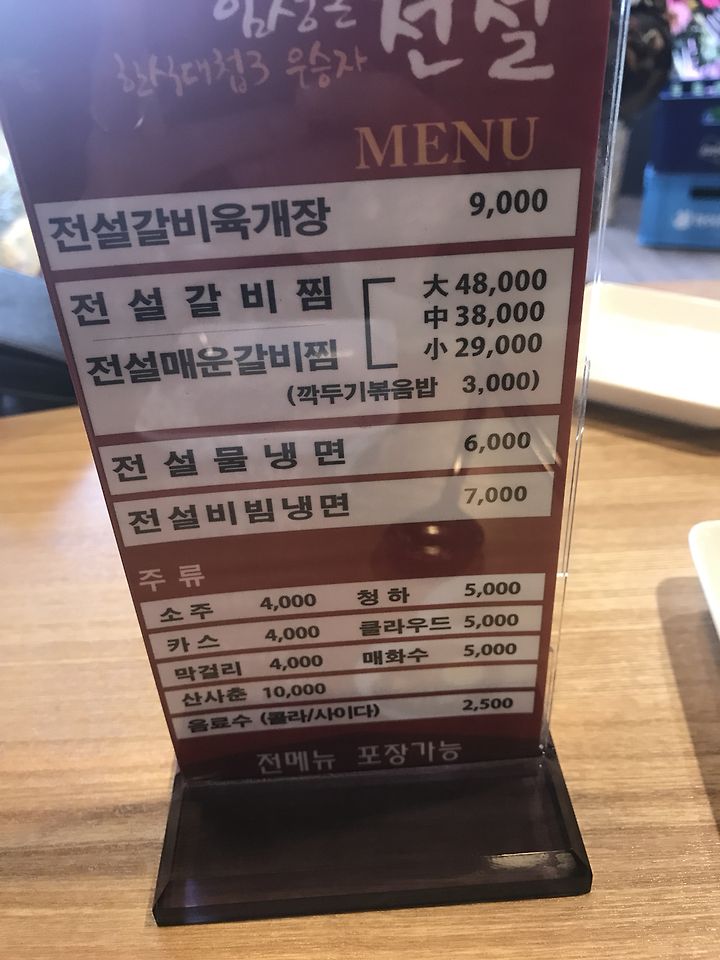 전설
한식대첩3 우승자
MENU
전설갈비육개장 9,000
전설갈비찜 大 48,000
中 38,000
전설매운갈비찜 小 29,000
(깍두기볶음밥 3,000)
전설물냉면 6,000
전설비빔냉면 7,000
주류
소주 4,000 청하 5,000
카스 4,000 클라우드 5,000
막걸리 4,000 매화수 5,000
산사춘 10,000
음료수 (콜라/사이다) 2,500
전메뉴 포장가능